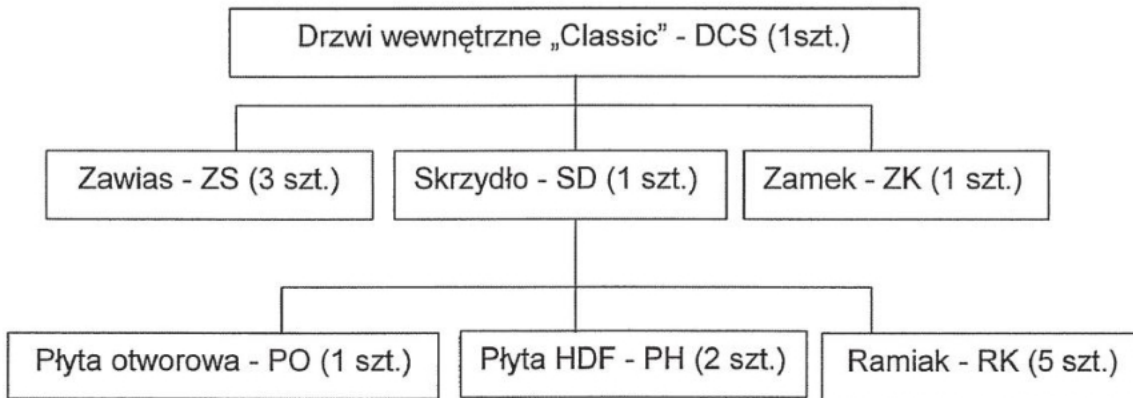 Drzwi wewnętrzne „Classic” - DCS (1szt.)
Zawias - ZS (3 szt.)
Skrzydło - SD (1 szt.)
Zamek - ZK (1 szt.)
Płyta otworowa - PO (1 szt.)
Płyta HDF - PH (2 szt.)
Ramiak - RK (5 szt.)